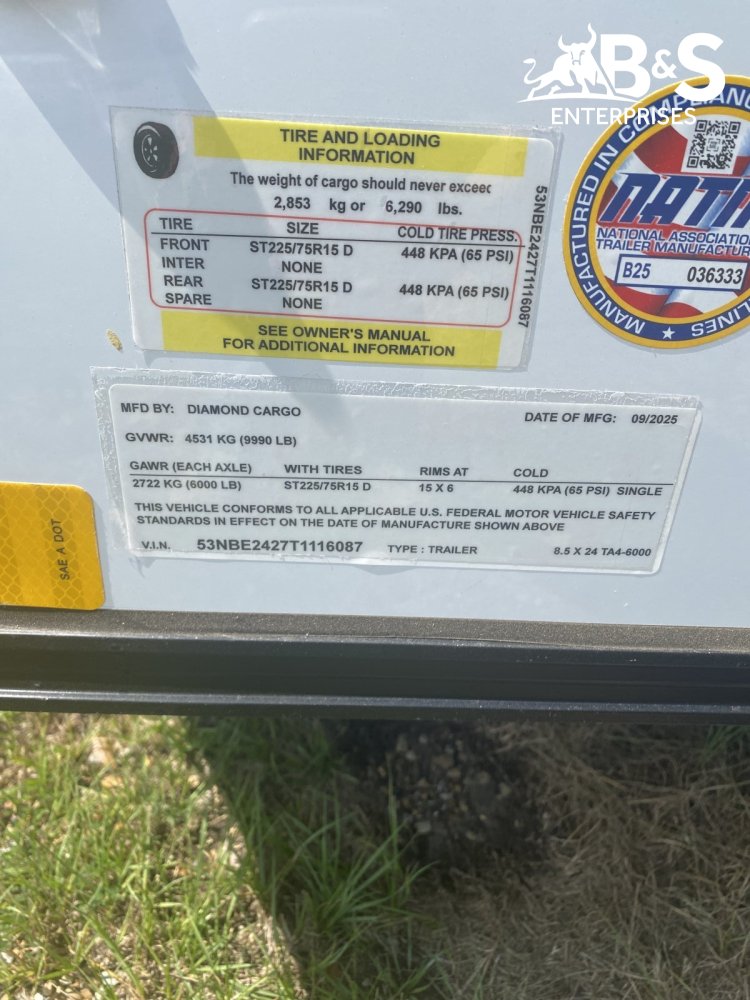 B&S
ENTERPRISES
TIRE AND LOADING
INFORMATION
The weight of cargo should never exceed
2,853 kg or 6,290 lbs.
TIRE SIZE COLD TIRE PRESS.
FRONT ST225/75R15 D 448 KPA (65 PSI)
INTER NONE
REAR ST225/75R15 D 448 KPA (65 PSI)
SPARE NONE
SEE OWNER'S MANUAL
FOR ADDITIONAL INFORMATION
53NBE2427T1116087
MANUFACTURED IN
NATIONAL ASSOCIATION
TRAILER MANUFACTUR
B25 036333
MFD BY: DIAMOND CARGO DATE OF MFG: 09/2025
GVWR: 4531 KG (9990 LB)
GAWR (EACH AXLE) WITH TIRES RIMS AT COLD
2722 KG (6000 LB) ST225/75R15 D 15 X 6 448 KPA (65 PSI) SINGLE
THIS VEHICLE CONFORMS TO ALL APPLICABLE U.S. FEDERAL MOTOR VEHICLE SAFETY
STANDARDS IN EFFECT ON THE DATE OF MANUFACTURE SHOWN ABOVE
V.I.N. 53NBE2427T1116087 TYPE : TRAILER 8.5 X 24 TA4-6000
SAE A DOT